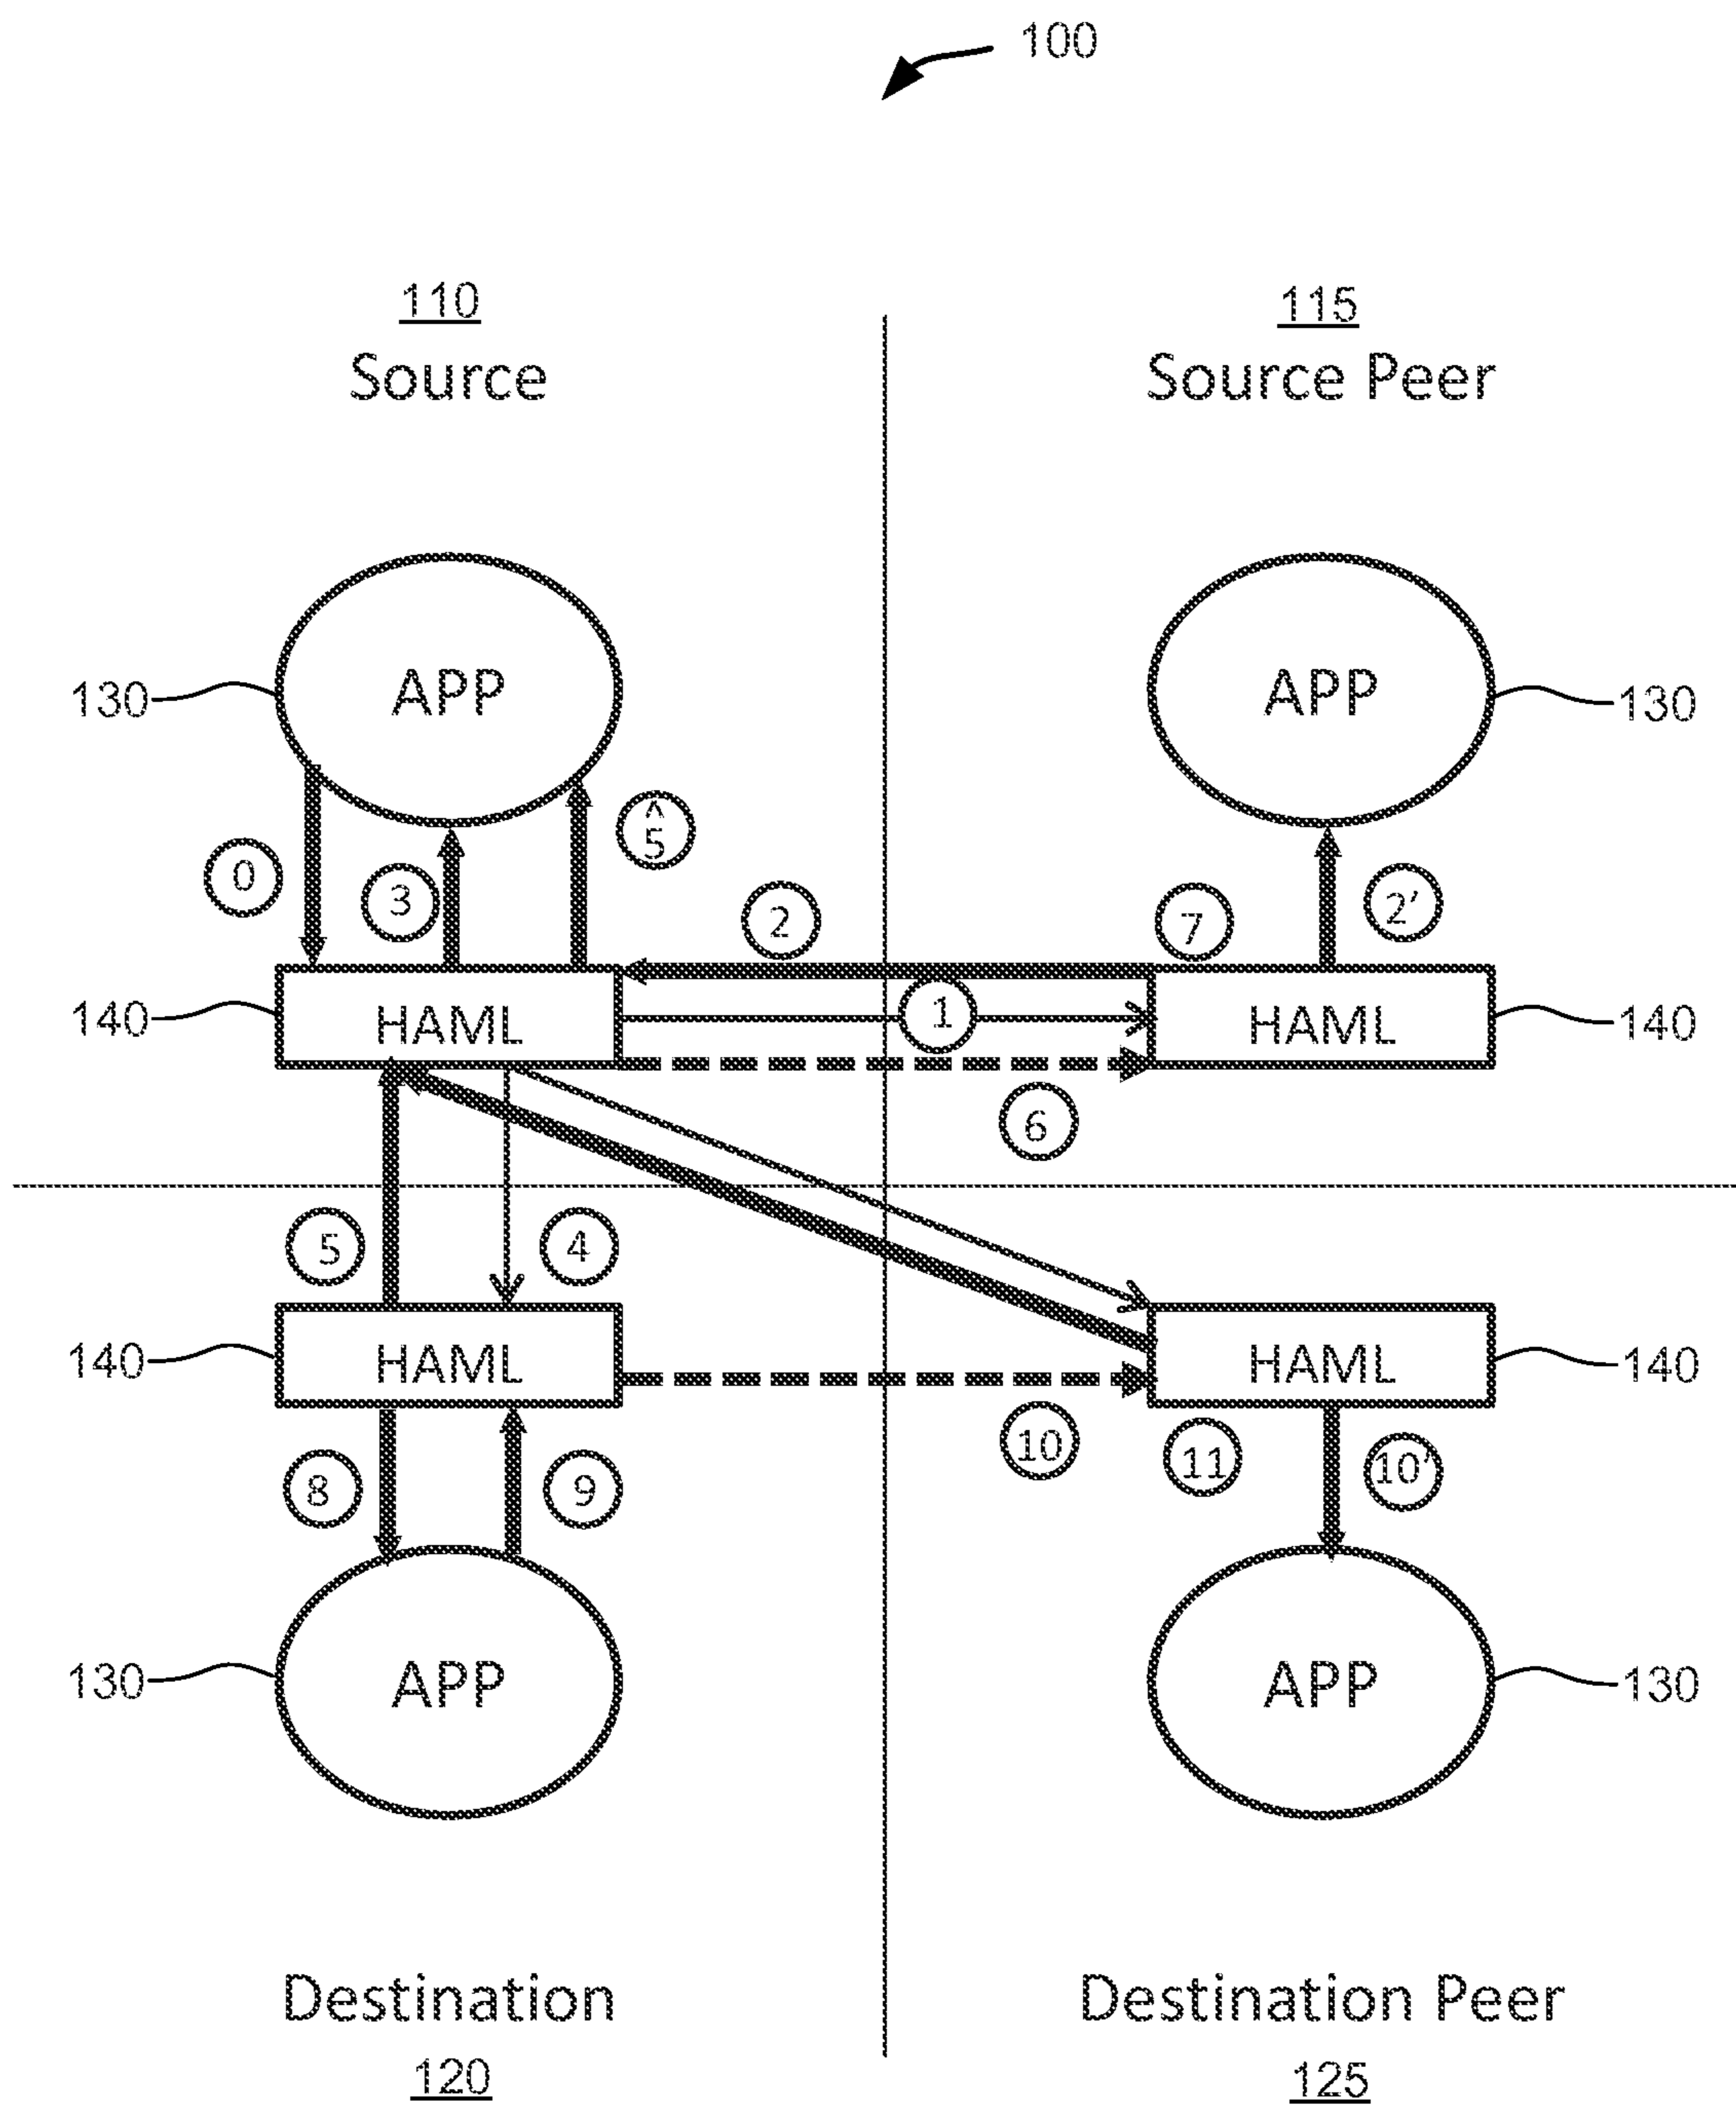 100
110
115
Source
Source Peer
APP
APP
130
130
^
5
0
3
2
7
2'
140
HAML
1
HAML
140
6
5
4
140
HAML
HAML
140
8
9
10
11
10'
130
APP
APP
130
Destination
Destination Peer
120
125